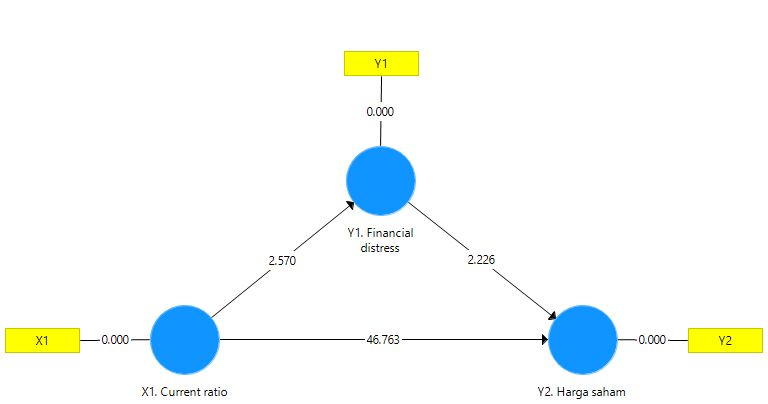 Y1
0.000
Y1. Financial
distress
2.570
2.226
X1
0.000
46.763
0.000
Y2
X1. Current ratio
Y2. Harga saham